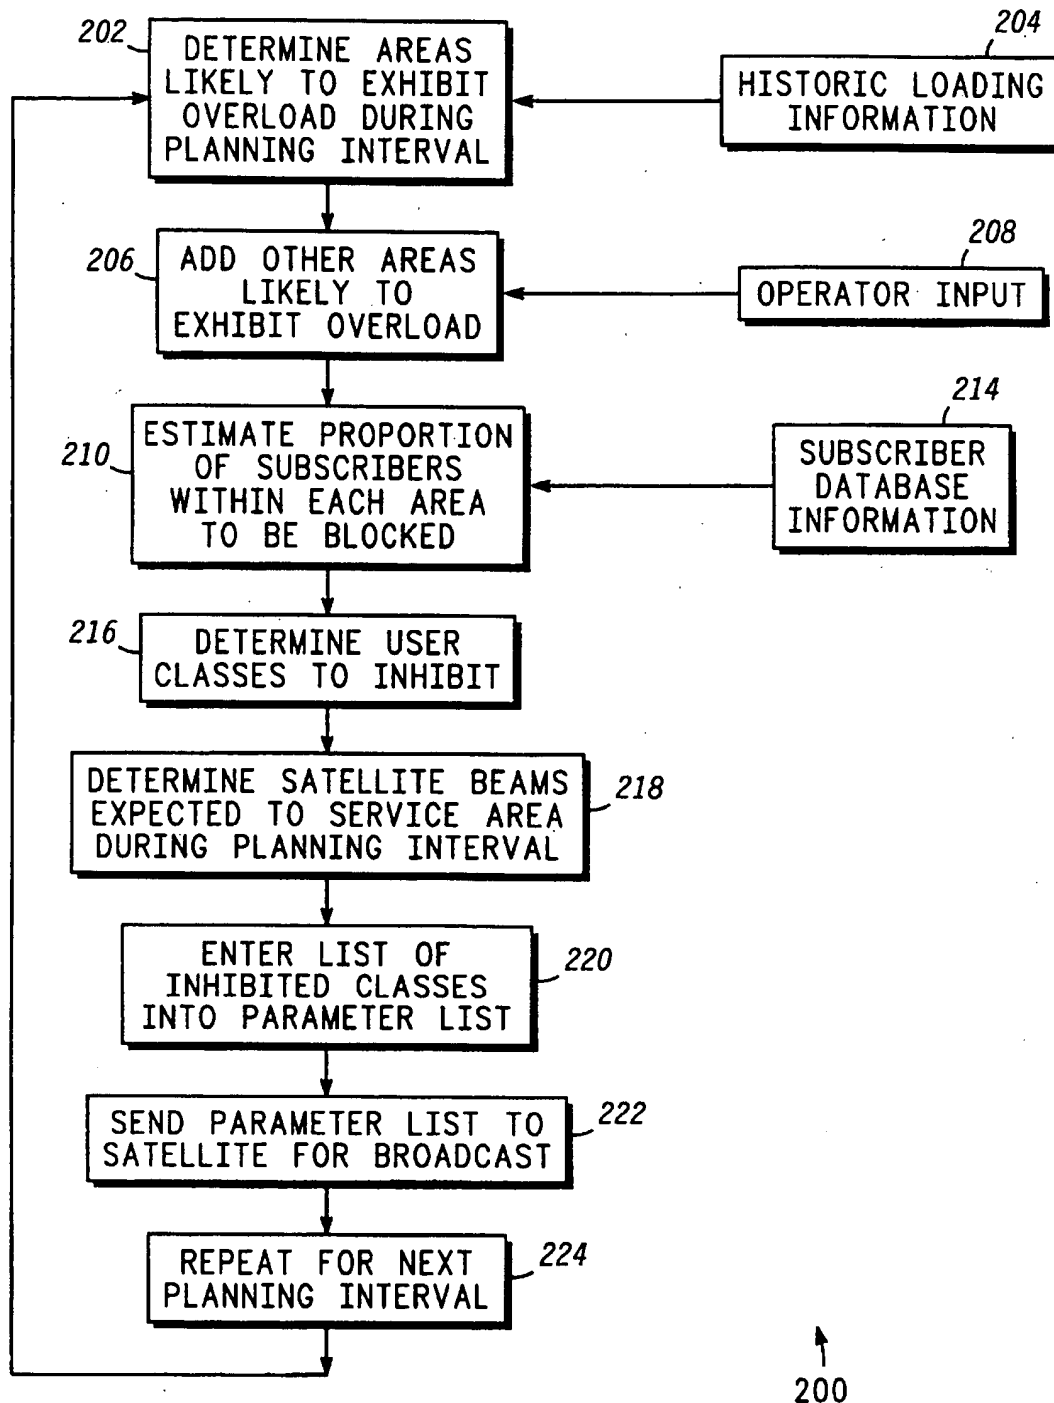 202
DETERMINE AREAS
LIKELY TO EXHIBIT
OVERLOAD DURING
PLANNING INTERVAL
204
HISTORIC LOADING
INFORMATION
206
ADD OTHER AREAS
LIKELY TO
EXHIBIT OVERLOAD
208
OPERATOR INPUT
210
ESTIMATE PROPORTION
OF SUBSCRIBERS
WITHIN EACH AREA
TO BE BLOCKED
214
SUBSCRIBER
DATABASE
INFORMATION
216
DETERMINE USER
CLASSES TO INHIBIT
DETERMINE SATELLITE BEAMS
EXPECTED TO SERVICE AREA
DURING PLANNING INTERVAL
218
ENTER LIST OF
INHIBITED CLASSES
INTO PARAMETER LIST
220
SEND PARAMETER LIST TO
SATELLITE FOR BROADCAST
222
REPEAT FOR NEXT
PLANNING INTERVAL
224
200